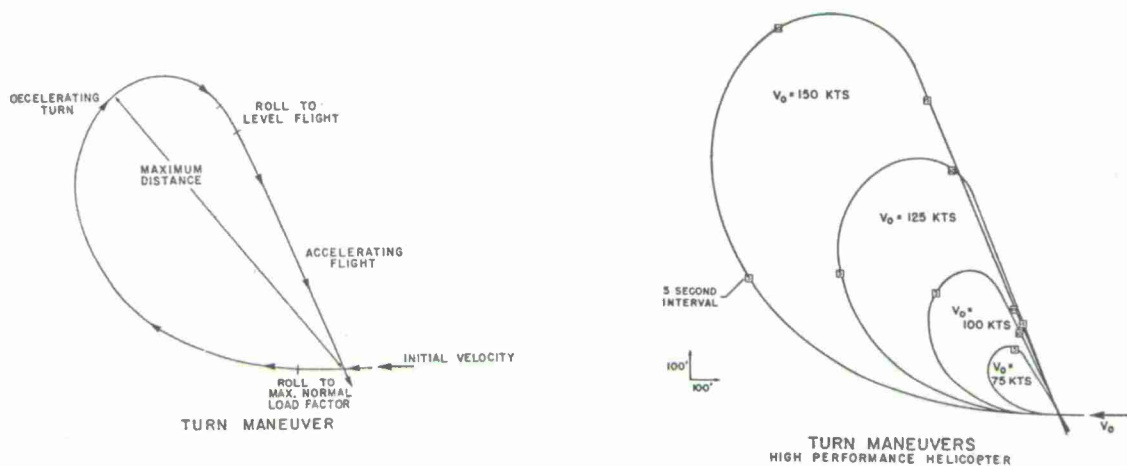 DECELERATING
TURN
ROLL TO
LEVEL FLIGHT
MAXIMUM
DISTANCE
ACCELERATING
FLIGHT
INITIAL VELOCITY
ROLL TO
MAX. NORMAL
LOAD FACTOR
TURN MANEUVER
V₀ = 150 KTS
V₀ = 125 KTS
5 SECOND
INTERVAL
V₀ =
100 KTS
V₀ =
75 KTS
100'
100'
V₀
TURN MANEUVERS
HIGH PERFORMANCE HELICOPTER